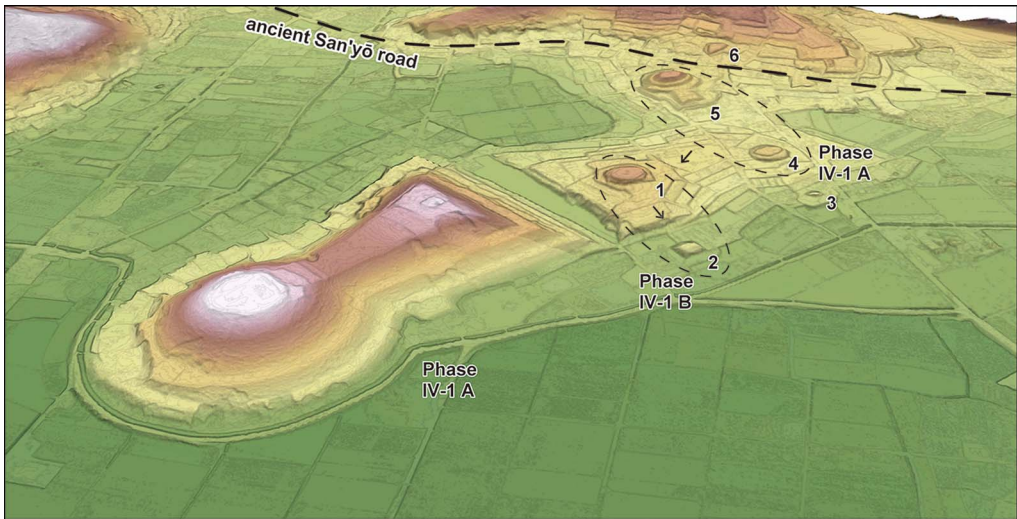 ancient San'yō road
6
5
4
Phase
IV-1 A
3
1
2
Phase
IV-1 B
Phase
IV-1 A